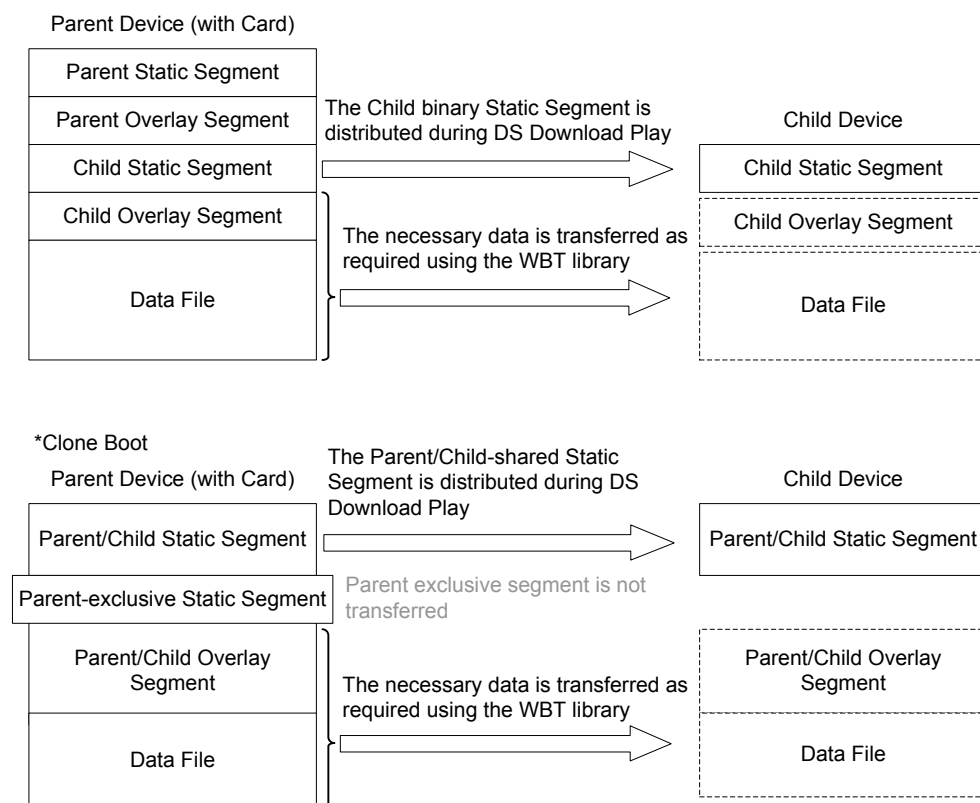 Parent Device (with Card)
Parent Static Segment
Parent Overlay Segment
Child Static Segment
Child Overlay Segment
Data File
The Child binary Static Segment is
distributed during DS Download Play
The necessary data is transferred as
required using the WBT library
Child Device
Child Static Segment
Child Overlay Segment
Data File
*Clone Boot
Parent Device (with Card)
Parent/Child Static Segment
Parent-exclusive Static Segment
Parent/Child Overlay
Segment
Data File
The Parent/Child-shared Static
Segment is distributed during DS
Download Play
Parent exclusive segment is not
transferred
The necessary data is transferred as
required using the WBT library
Child Device
Parent/Child Static Segment
Parent/Child Overlay
Segment
Data File